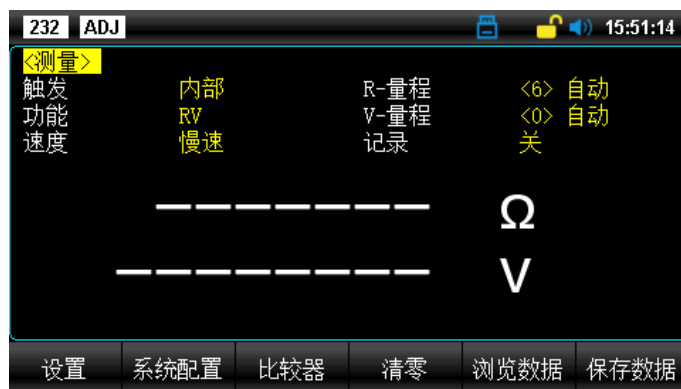 232 ADJ 15:51:14
<测量>
触发 内部 R-量程 <6> 自动
功能 RV V-量程 <0> 自动
速度 慢速 记录 关
------- Ω
-------- V
设置 系统配置 比较器 清零 浏览数据 保存数据